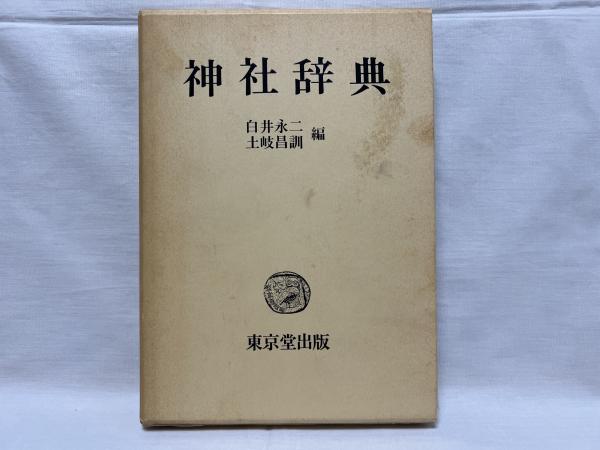 神社辞典
白井永二
土岐昌訓
編
東京堂出版